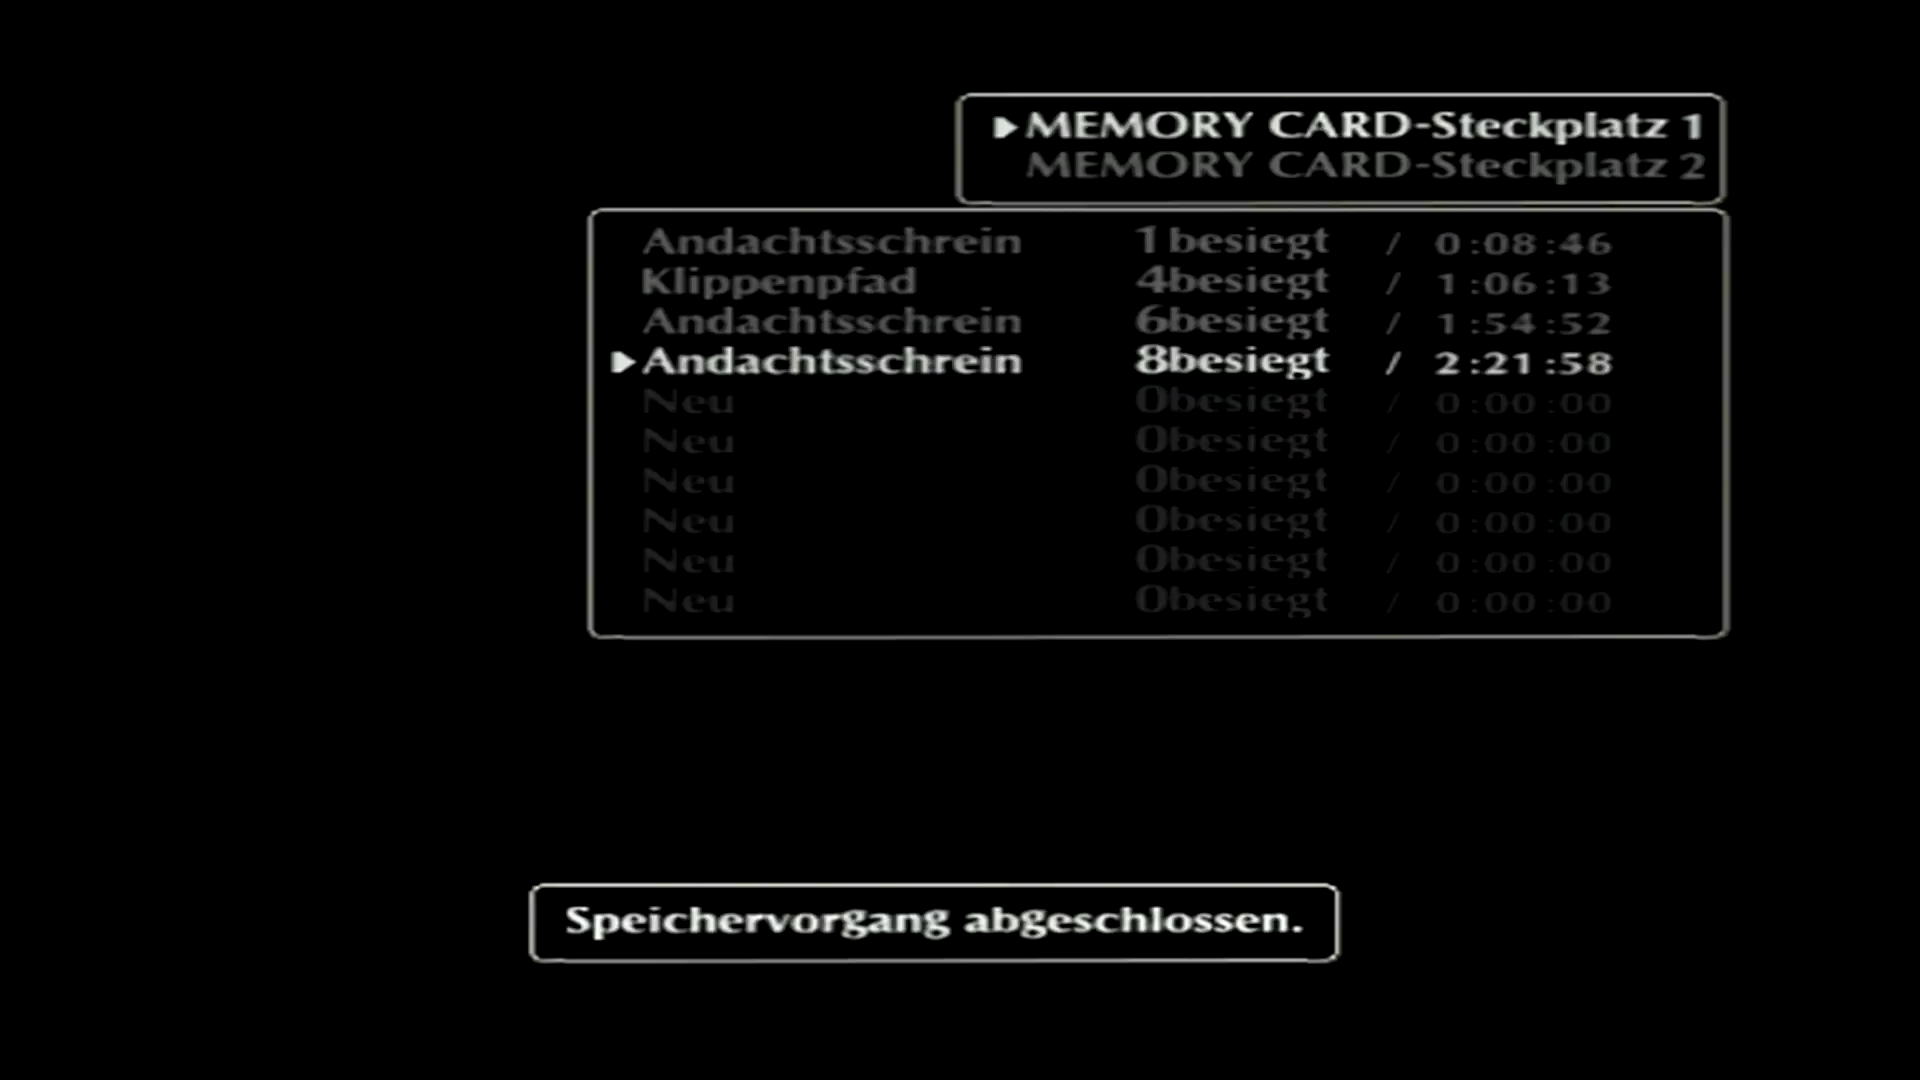 MEMORY CARD-Steckplatz 1
MEMORY CARD-Steckplatz 2
Andachtsschrein 1besiegt / 0:08:46
Klippenpfad 4besiegt / 1:06:13
Andachtsschrein 6besiegt / 1:54:52
Andachtsschrein 8besiegt / 2:21:58
Neu 0besiegt / 0:00:00
Neu 0besiegt / 0:00:00
Neu 0besiegt / 0:00:00
Neu 0besiegt / 0:00:00
Neu 0besiegt / 0:00:00
Neu 0besiegt / 0:00:00
Speichervorgang abgeschlossen.